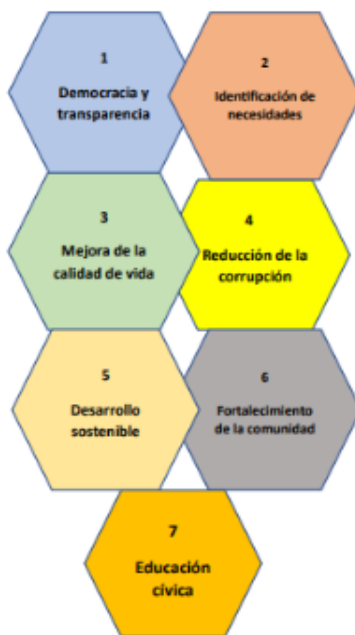 1
Democracia y
transparencia
2
Identificación de
necesidades
3
Mejora de la
calidad de vida
4
Reducción de la
corrupción
5
Desarrollo
sostenible
6
Fortalecimiento
de la comunidad
7
Educación
cívica